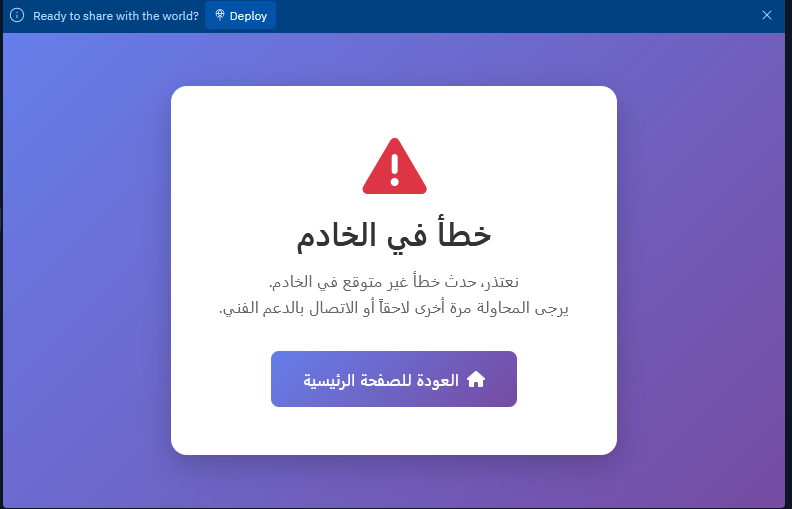 Ready to share with the world? Deploy
خطأ في الخادم
نعتذر، حدث خطأ غير متوقع في الخادم.
يرجى المحاولة مرة أخرى لاحقاً أو الاتصال بالدعم الفني.
العودة للصفحة الرئيسية